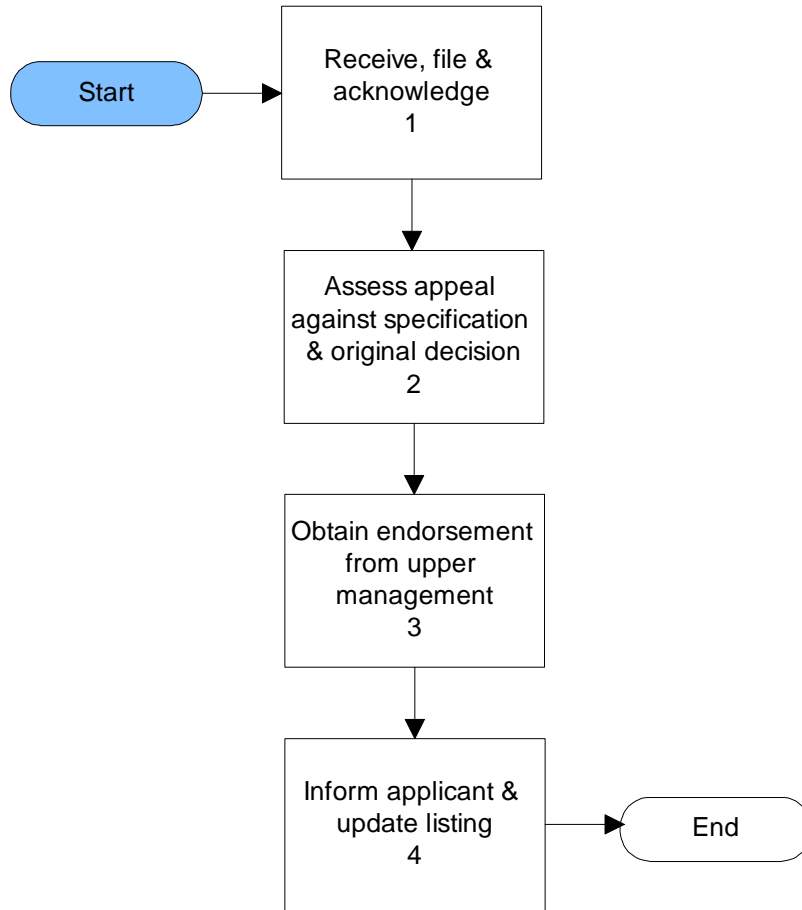 Start
Receive, file &
acknowledge
1
Assess appeal
against specification
& original decision
2
Obtain endorsement
from upper
management
3
Inform applicant &
update listing
4
End